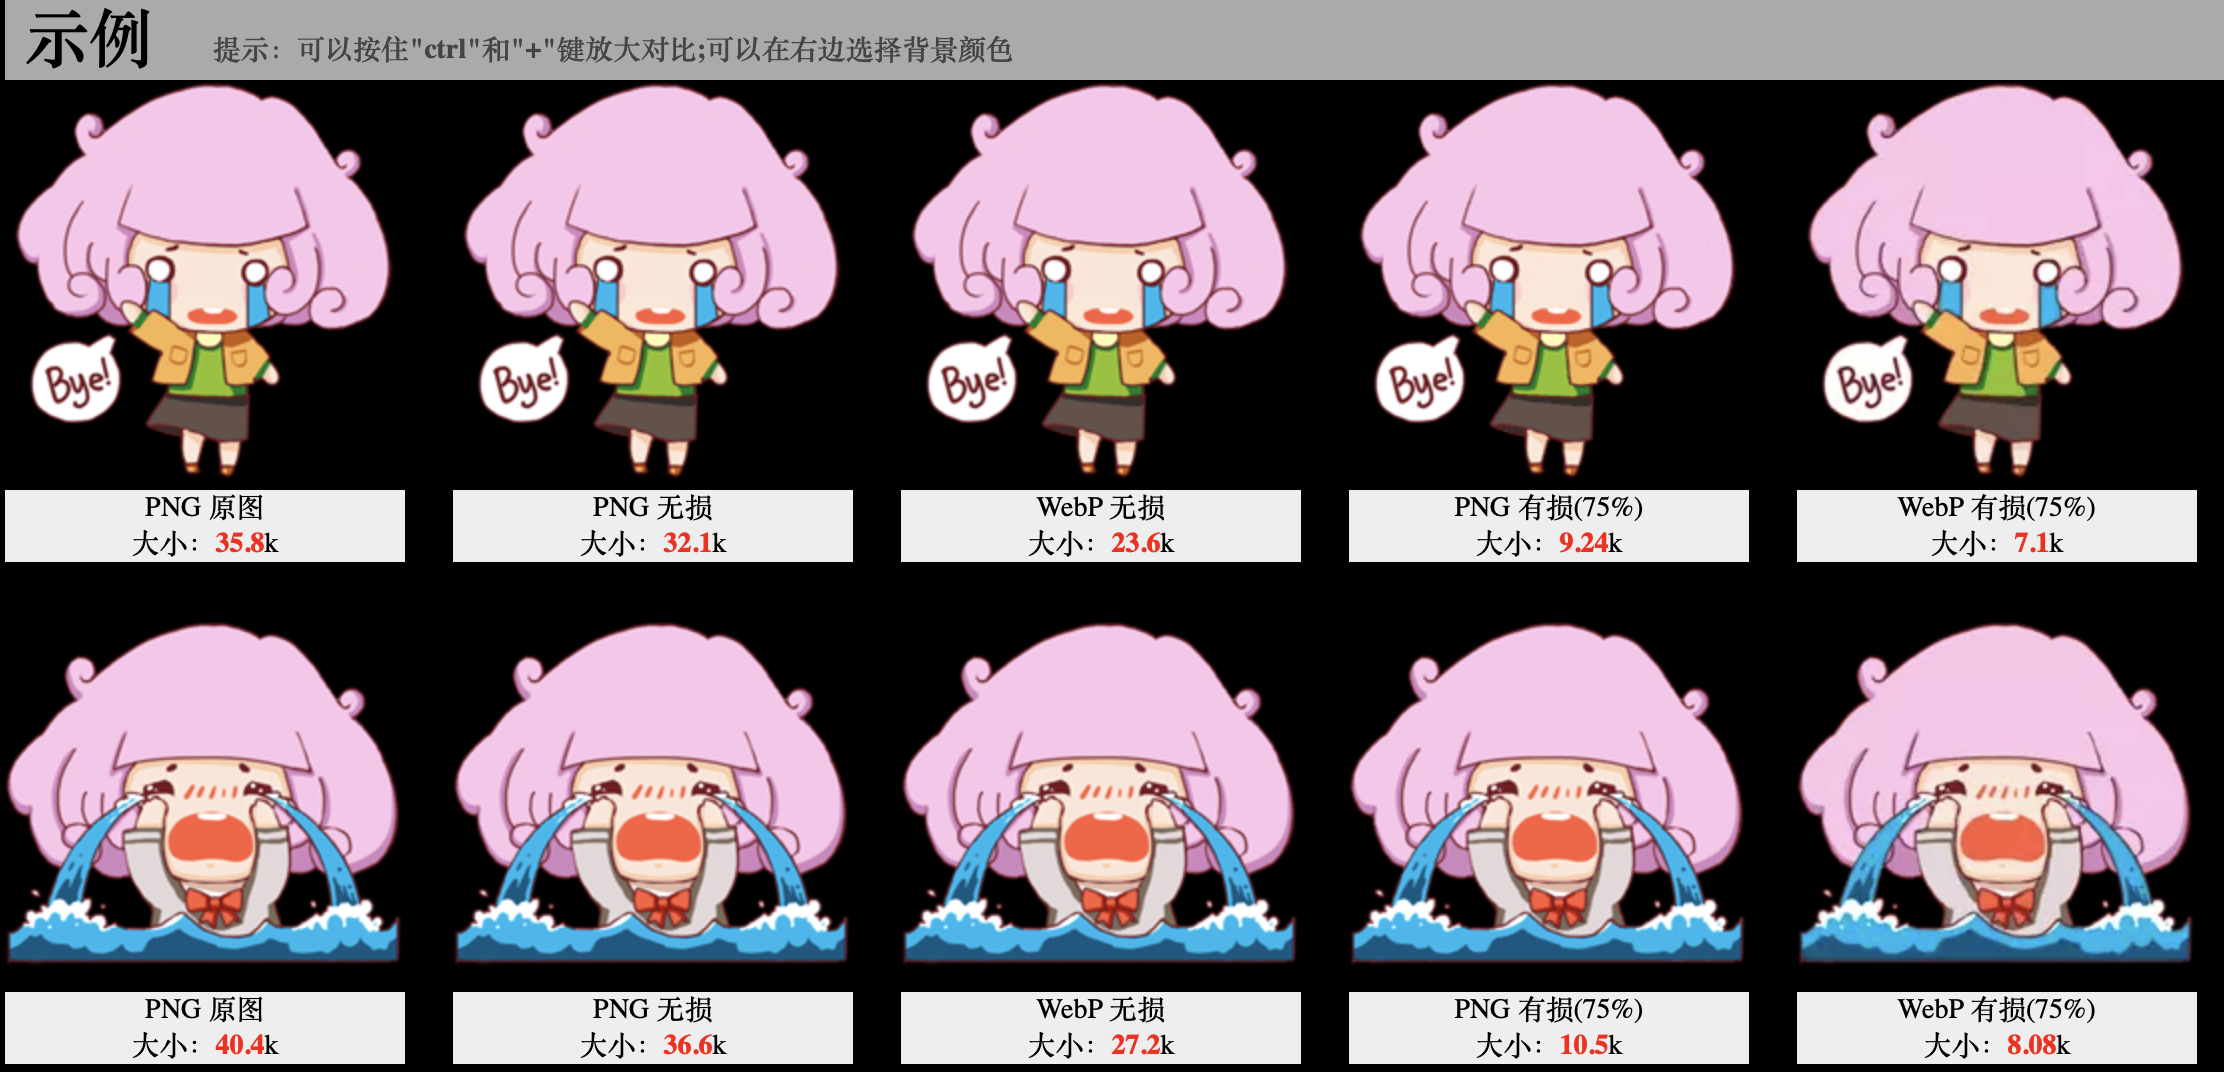 示例
提示：可以按住"ctrl"和"+"键放大对比;可以在右边选择背景颜色
Bye!
Bye!
Bye!
Bye!
Bye!
PNG 原图
大小：35.8k
PNG 无损
大小：32.1k
WebP 无损
大小：23.6k
PNG 有损(75%)
大小：9.24k
WebP 有损(75%)
大小：7.1k
PNG 原图
大小：40.4k
PNG 无损
大小：36.6k
WebP 无损
大小：27.2k
PNG 有损(75%)
大小：10.5k
WebP 有损(75%)
大小：8.08k